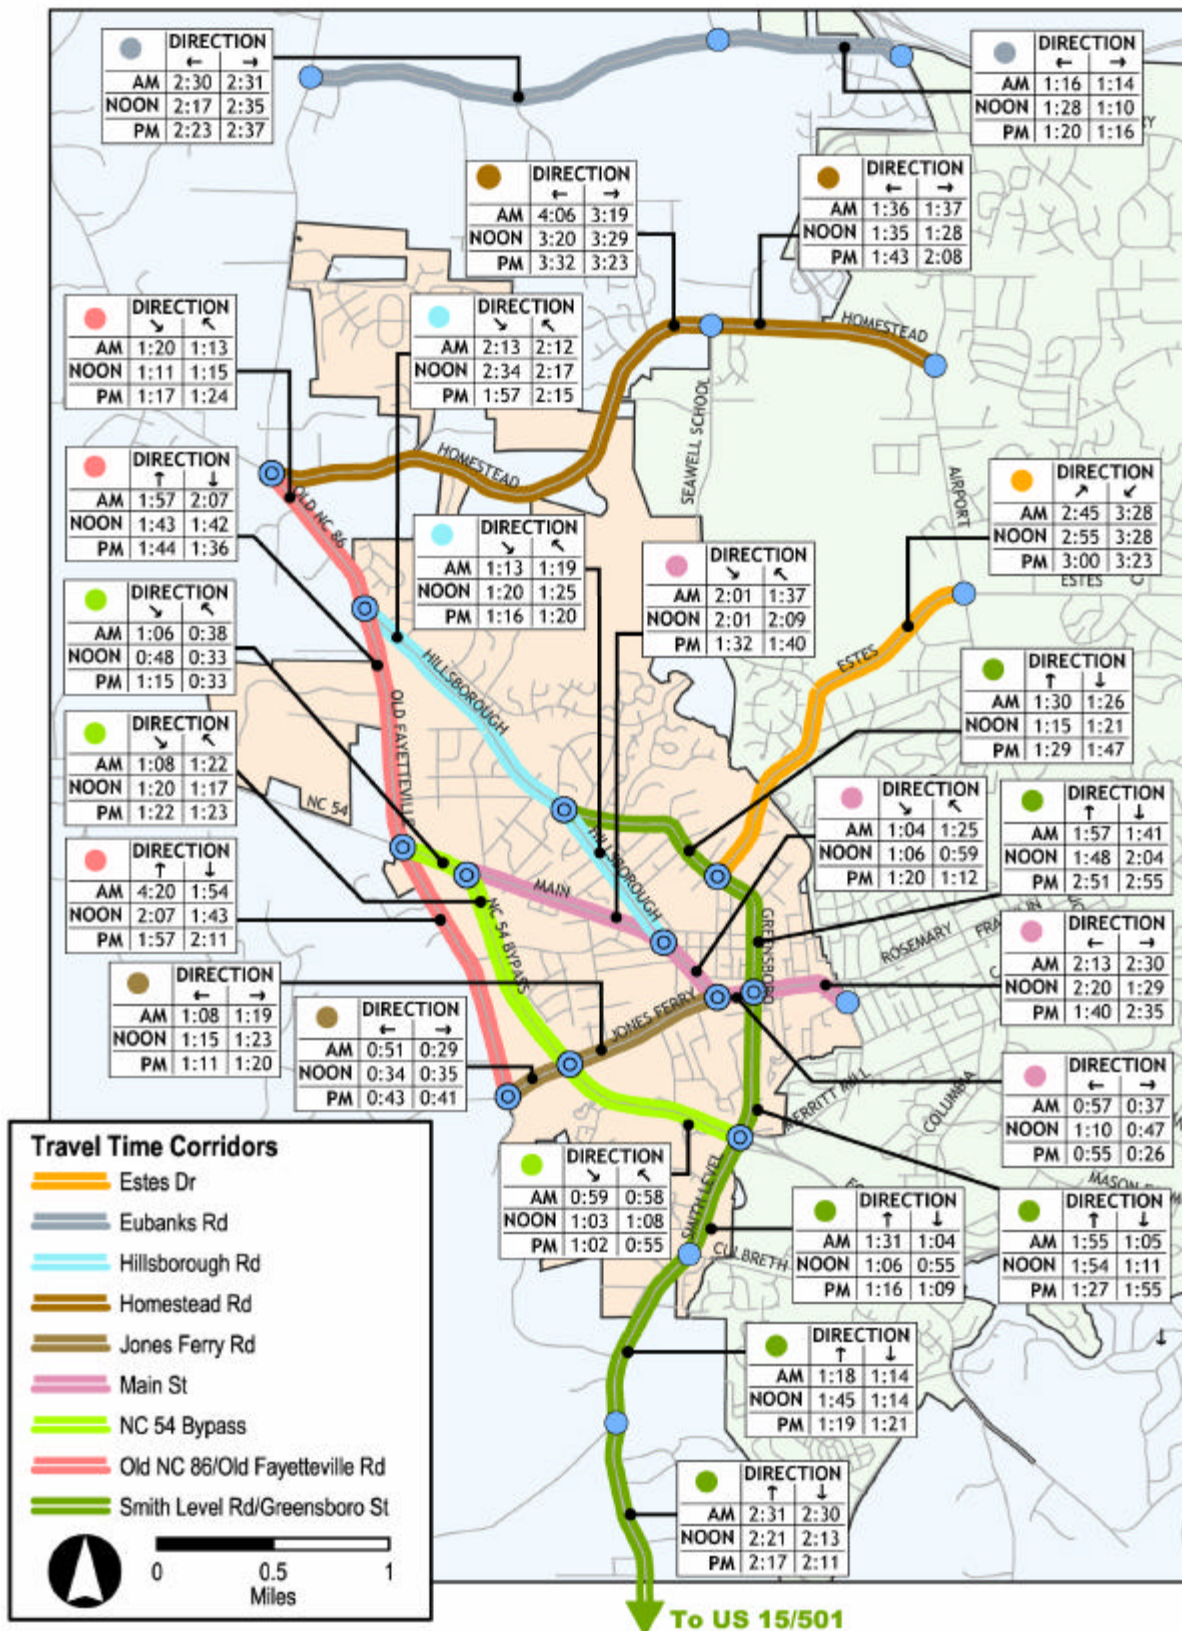 DIRECTION
← →
AM 2:30 2:31
NOON 2:17 2:35
PM 2:23 2:37
DIRECTION
← →
AM 1:16 1:14
NOON 1:28 1:10
PM 1:20 1:16
RY
DIRECTION
← →
AM 4:06 3:19
NOON 3:20 3:29
PM 3:32 3:23
DIRECTION
← →
AM 1:36 1:37
NOON 1:35 1:28
PM 1:43 2:08
DIRECTION
↘ ↖
AM 1:20 1:13
NOON 1:11 1:15
PM 1:17 1:24
DIRECTION
↘ ↖
AM 2:13 2:12
NOON 2:34 2:17
PM 1:57 2:15
HOMESTEAD
SEAWELL SCHOOL
HOMESTEAD
DIRECTION
↑ ↓
AM 1:57 2:07
NOON 1:43 1:42
PM 1:44 1:36
OLD NC 86
AIRPORT
DIRECTION
↗ ↙
AM 2:45 3:28
NOON 2:55 3:28
PM 3:00 3:23
ESTES
DIRECTION
↘ ↖
AM 1:13 1:19
NOON 1:20 1:25
PM 1:16 1:20
DIRECTION
↘ ↖
AM 2:01 1:37
NOON 2:01 2:09
PM 1:32 1:40
DIRECTION
↘ ↖
AM 1:06 0:38
NOON 0:48 0:33
PM 1:15 0:33
HILLSBOROUGH
ESTES
DIRECTION
↑ ↓
AM 1:30 1:26
NOON 1:15 1:21
PM 1:29 1:47
OLD FAYETTEVILLE
DIRECTION
↘ ↖
AM 1:08 1:22
NOON 1:20 1:17
PM 1:22 1:23
NC 54
DIRECTION
↘ ↖
AM 1:04 1:25
NOON 1:06 0:59
PM 1:20 1:12
DIRECTION
↑ ↓
AM 1:57 1:41
NOON 1:48 2:04
PM 2:51 2:55
HILLSBOROUGH
DIRECTION
↑ ↓
AM 4:20 1:54
NOON 2:07 1:43
PM 1:57 2:11
MAIN
NC 54 BYPASS
GREENSBORO
ROSEMARY
FRANKLIN
DIRECTION
← →
AM 2:13 2:30
NOON 2:20 1:29
PM 1:40 2:35
DIRECTION
← →
AM 1:08 1:19
NOON 1:15 1:23
PM 1:11 1:20
DIRECTION
← →
AM 0:51 0:29
NOON 0:34 0:35
PM 0:43 0:41
JONES FERRY
MERRITT MILL
COLUMBIA
DIRECTION
← →
AM 0:57 0:37
NOON 1:10 0:47
PM 0:55 0:26
MASON FARM
DIRECTION
↘ ↖
AM 0:59 0:58
NOON 1:03 1:08
PM 1:02 0:55
SMITH LEVEL
CULBRETH
DIRECTION
↑ ↓
AM 1:31 1:04
NOON 1:06 0:55
PM 1:16 1:09
DIRECTION
↑ ↓
AM 1:55 1:05
NOON 1:54 1:11
PM 1:27 1:55
DIRECTION
↑ ↓
AM 1:18 1:14
NOON 1:45 1:14
PM 1:19 1:21
DIRECTION
↑ ↓
AM 2:31 2:30
NOON 2:21 2:13
PM 2:17 2:11
Travel Time Corridors
Estes Dr
Eubanks Rd
Hillsborough Rd
Homestead Rd
Jones Ferry Rd
Main St
NC 54 Bypass
Old NC 86/Old Fayetteville Rd
Smith Level Rd/Greensboro St
0 0.5 1
Miles
To US 15/501